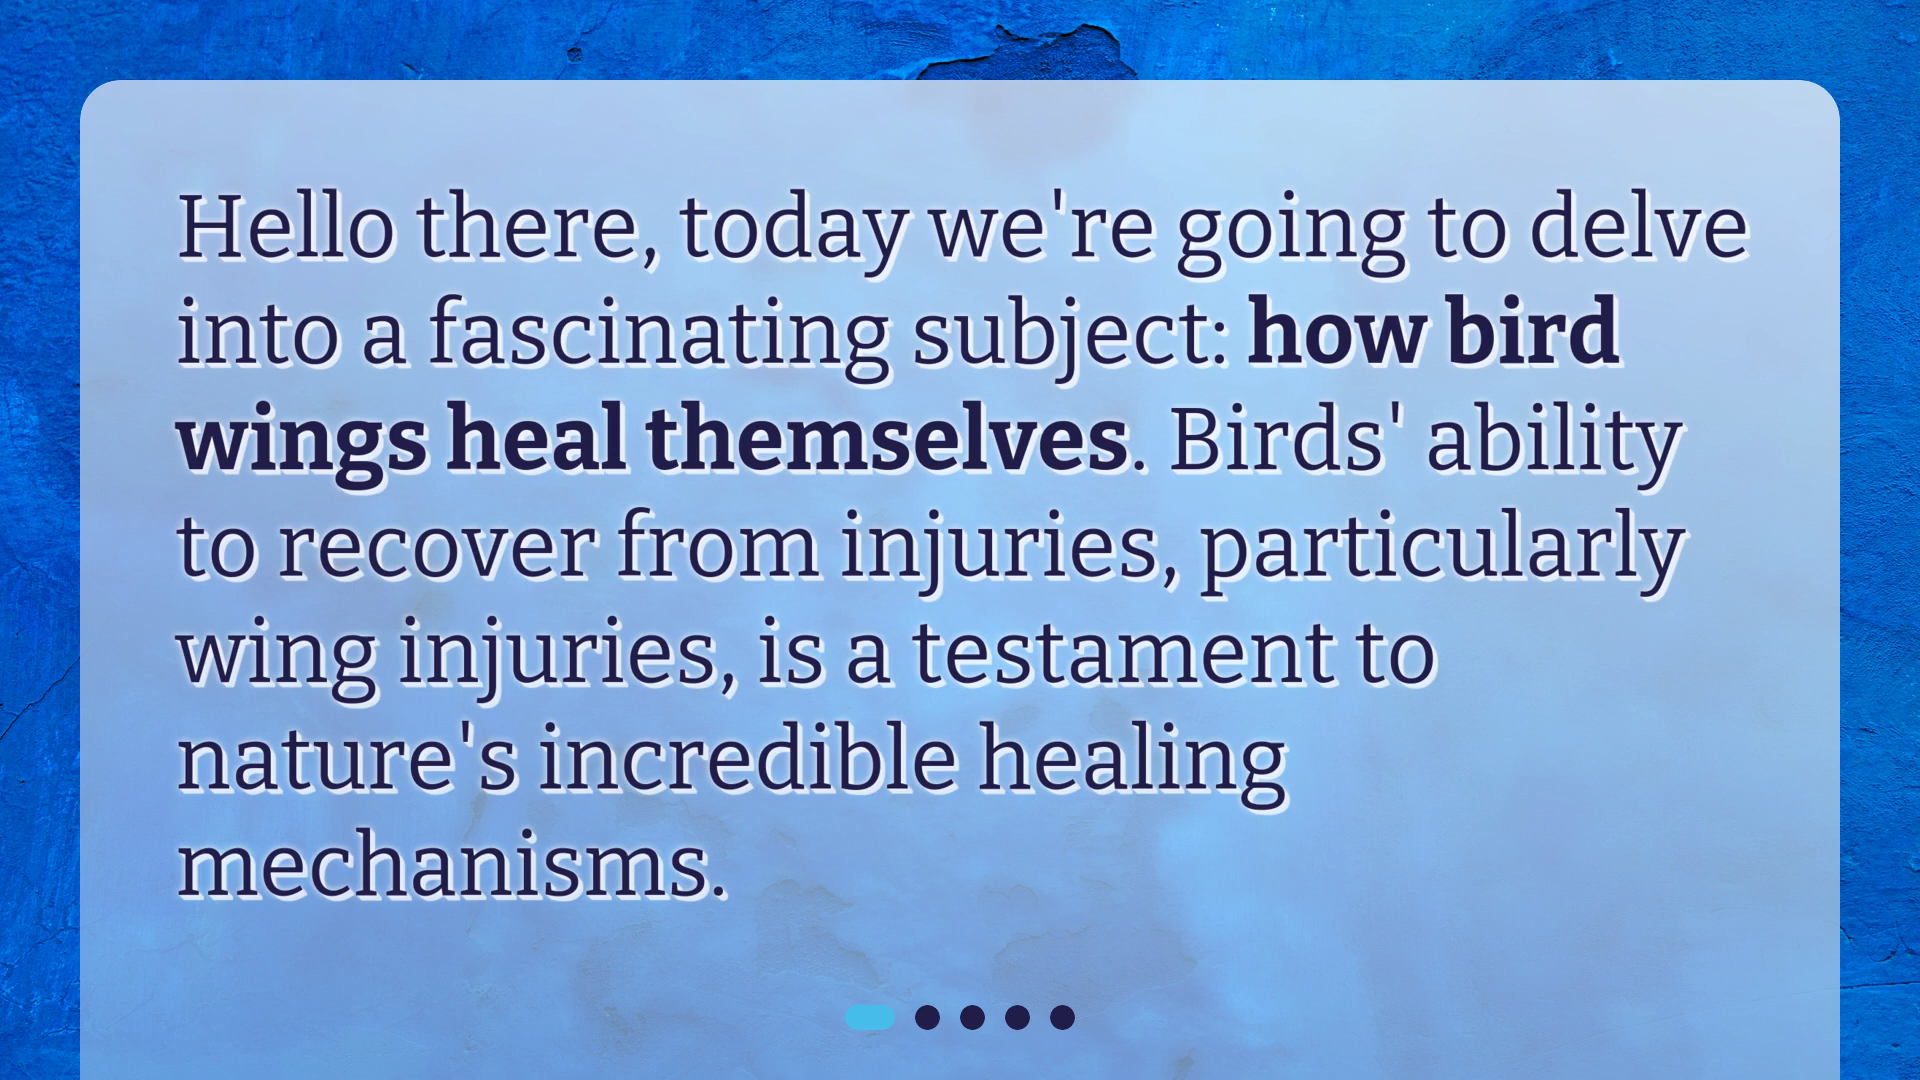 Hello there, today we're going to delve
into a fascinating subject: how bird
wings heal themselves. Birds' ability
to recover from injuries, particularly
wing injuries, is a testament to
nature's incredible healing
mechanisms.